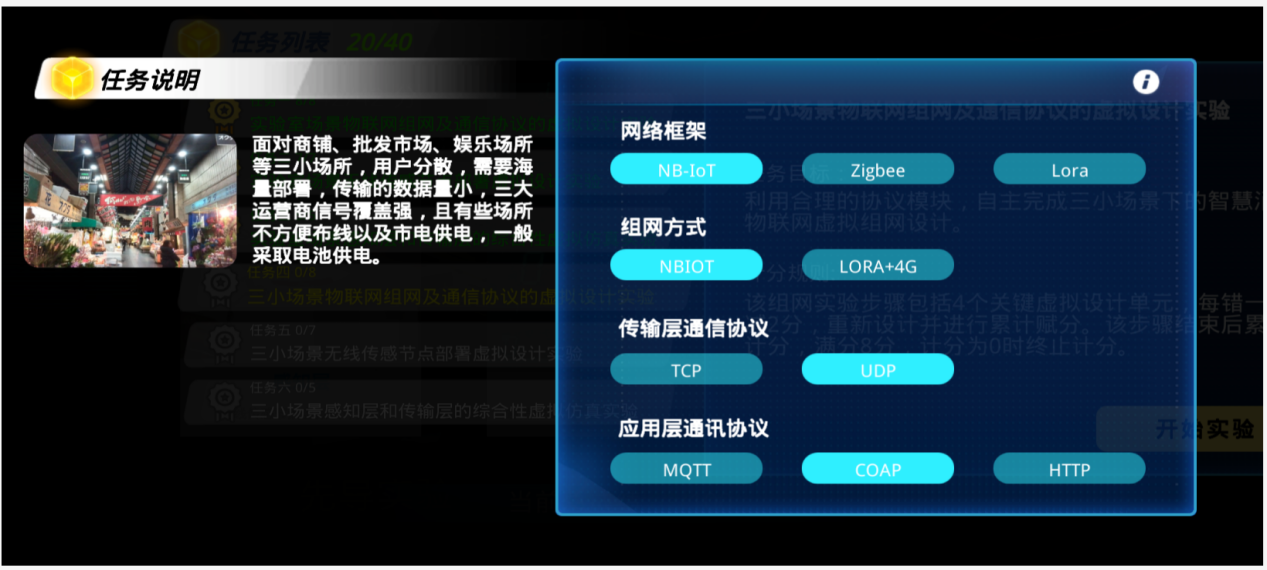 任务列表 20/40
任务说明
面对商铺、批发市场、娱乐场所
等三小场所，用户分散，需要海
量部署，传输的数据量小，三大
运营商信号覆盖强，且有些场所
不方便布线以及市电供电，一般
采取电池供电。
任务四 0/8
三小场景物联网组网及通信协议的虚拟设计实验
任务五 0/7
三小场景无线传感节点部署虚拟设计实验
任务六 0/5
三小场景感知层和传输层的综合性虚拟仿真实验
网络框架
NB-IoT Zigbee Lora
组网方式
NBIOT LORA+4G
传输层通信协议
TCP UDP
应用层通讯协议
MQTT COAP HTTP
三小场景物联网组网及通信协议的虚拟设计实验
自主完成三小场景下的智慧
物联网虚拟组网设计。
该组网实验步骤包括4个关键虚拟设计单元，每错一
2分，重新设计并进行累计赋分，该步骤结束后累
计分，满分8分，计分为0时终止计分。
开始实验